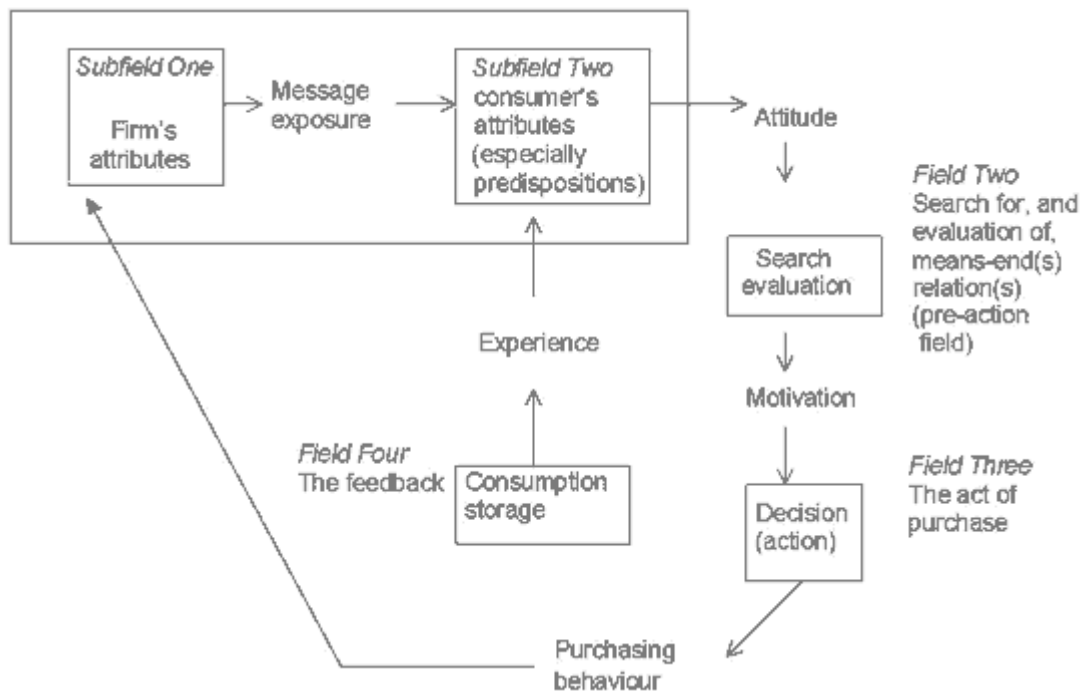 Subfield One
Firm's
attributes
Message
exposure
Subfield Two
consumer's
attributes
(especially
predispositions)
Attitude
Field Two
Search for, and
evaluation of,
means-end(s)
relation(s)
(pre-action
field)
Search
evaluation
Experience
Motivation
Field Four
The feedback
Consumption
storage
Field Three
The act of
purchase
Decision
(action)
Purchasing
behaviour